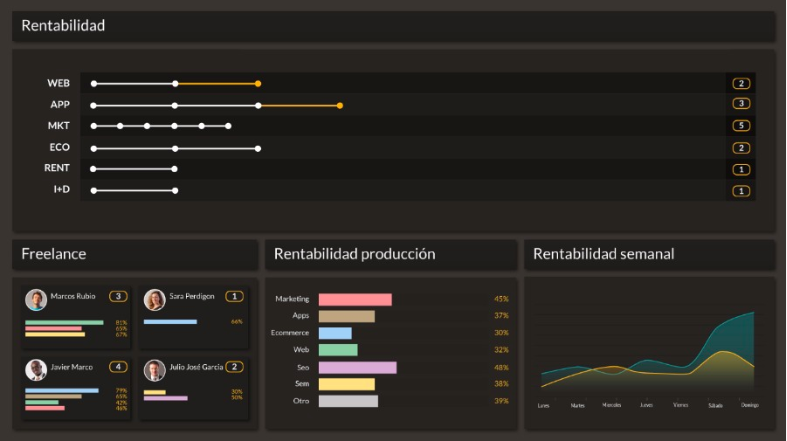 Rentabilidad
WEB 2
APP 3
MKT 5
ECO 2
RENT 1
I+D 1
Freelance
Marcos Rubio 3
81%
65%
67%
Sara Perdigon 1
66%
Javier Marco 4
79%
65%
42%
46%
Julio José García 2
30%
50%
Rentabilidad producción
Marketing 45%
Apps 37%
Ecommerce 30%
Web 32%
Seo 48%
Sem 38%
Otro 39%
Rentabilidad semanal
Lunes Martes Miercoles Jueves Viernes Sábado Domingo